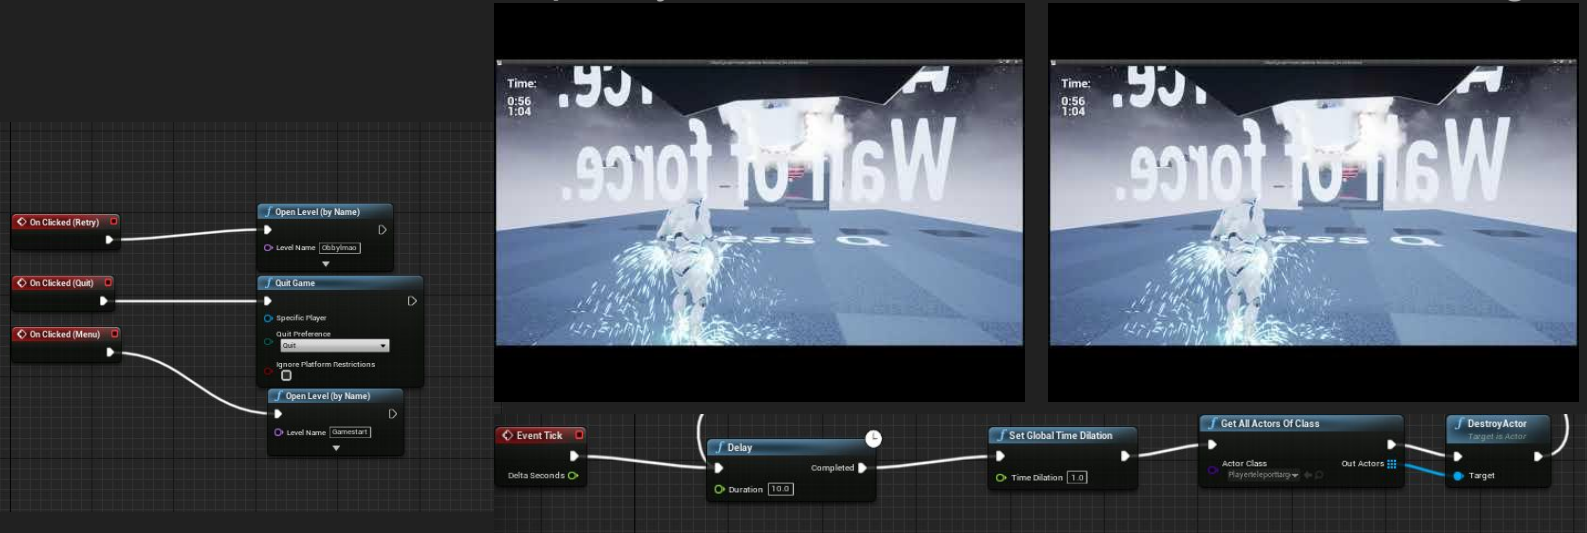 On Clicked (Retry)
Open Level (by Name)
Level Name Obbylmao
On Clicked (Quit)
Quit Game
Specific Player
Quit Preference
Quit
Ignore Platform Restrictions
On Clicked (Menu)
Open Level (by Name)
Level Name Gamestart
Time:
0:56
1:04
Wall of force.
Q sse
Time:
0:56
1:04
Wall of force.
Q sse
Event Tick
Delta Seconds
Delay
Completed
Duration 10.0
Set Global Time Dilation
Time Dilation 1.0
Get All Actors Of Class
Actor Class
Out Actors
DestroyActor
Target is Actor
Target